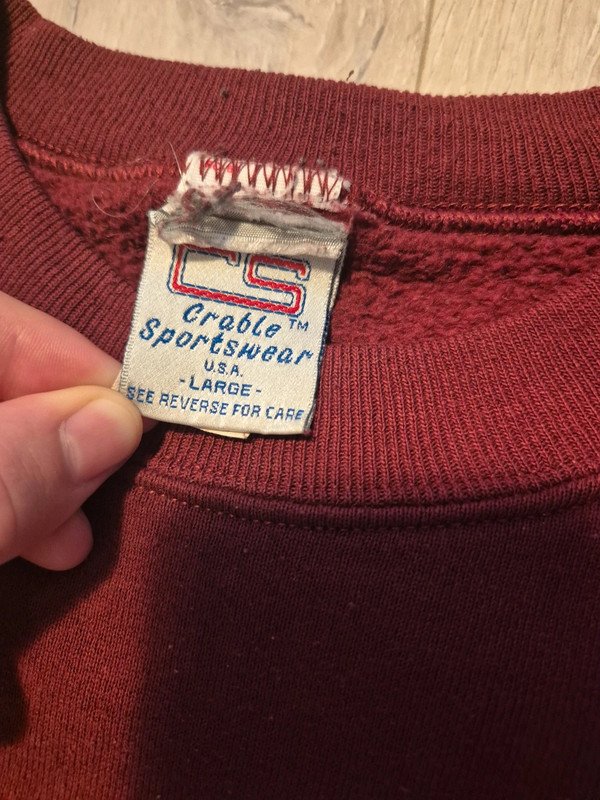 CS
Crable™
Sportswear
U.S.A.
-LARGE-
SEE REVERSE FOR CARE